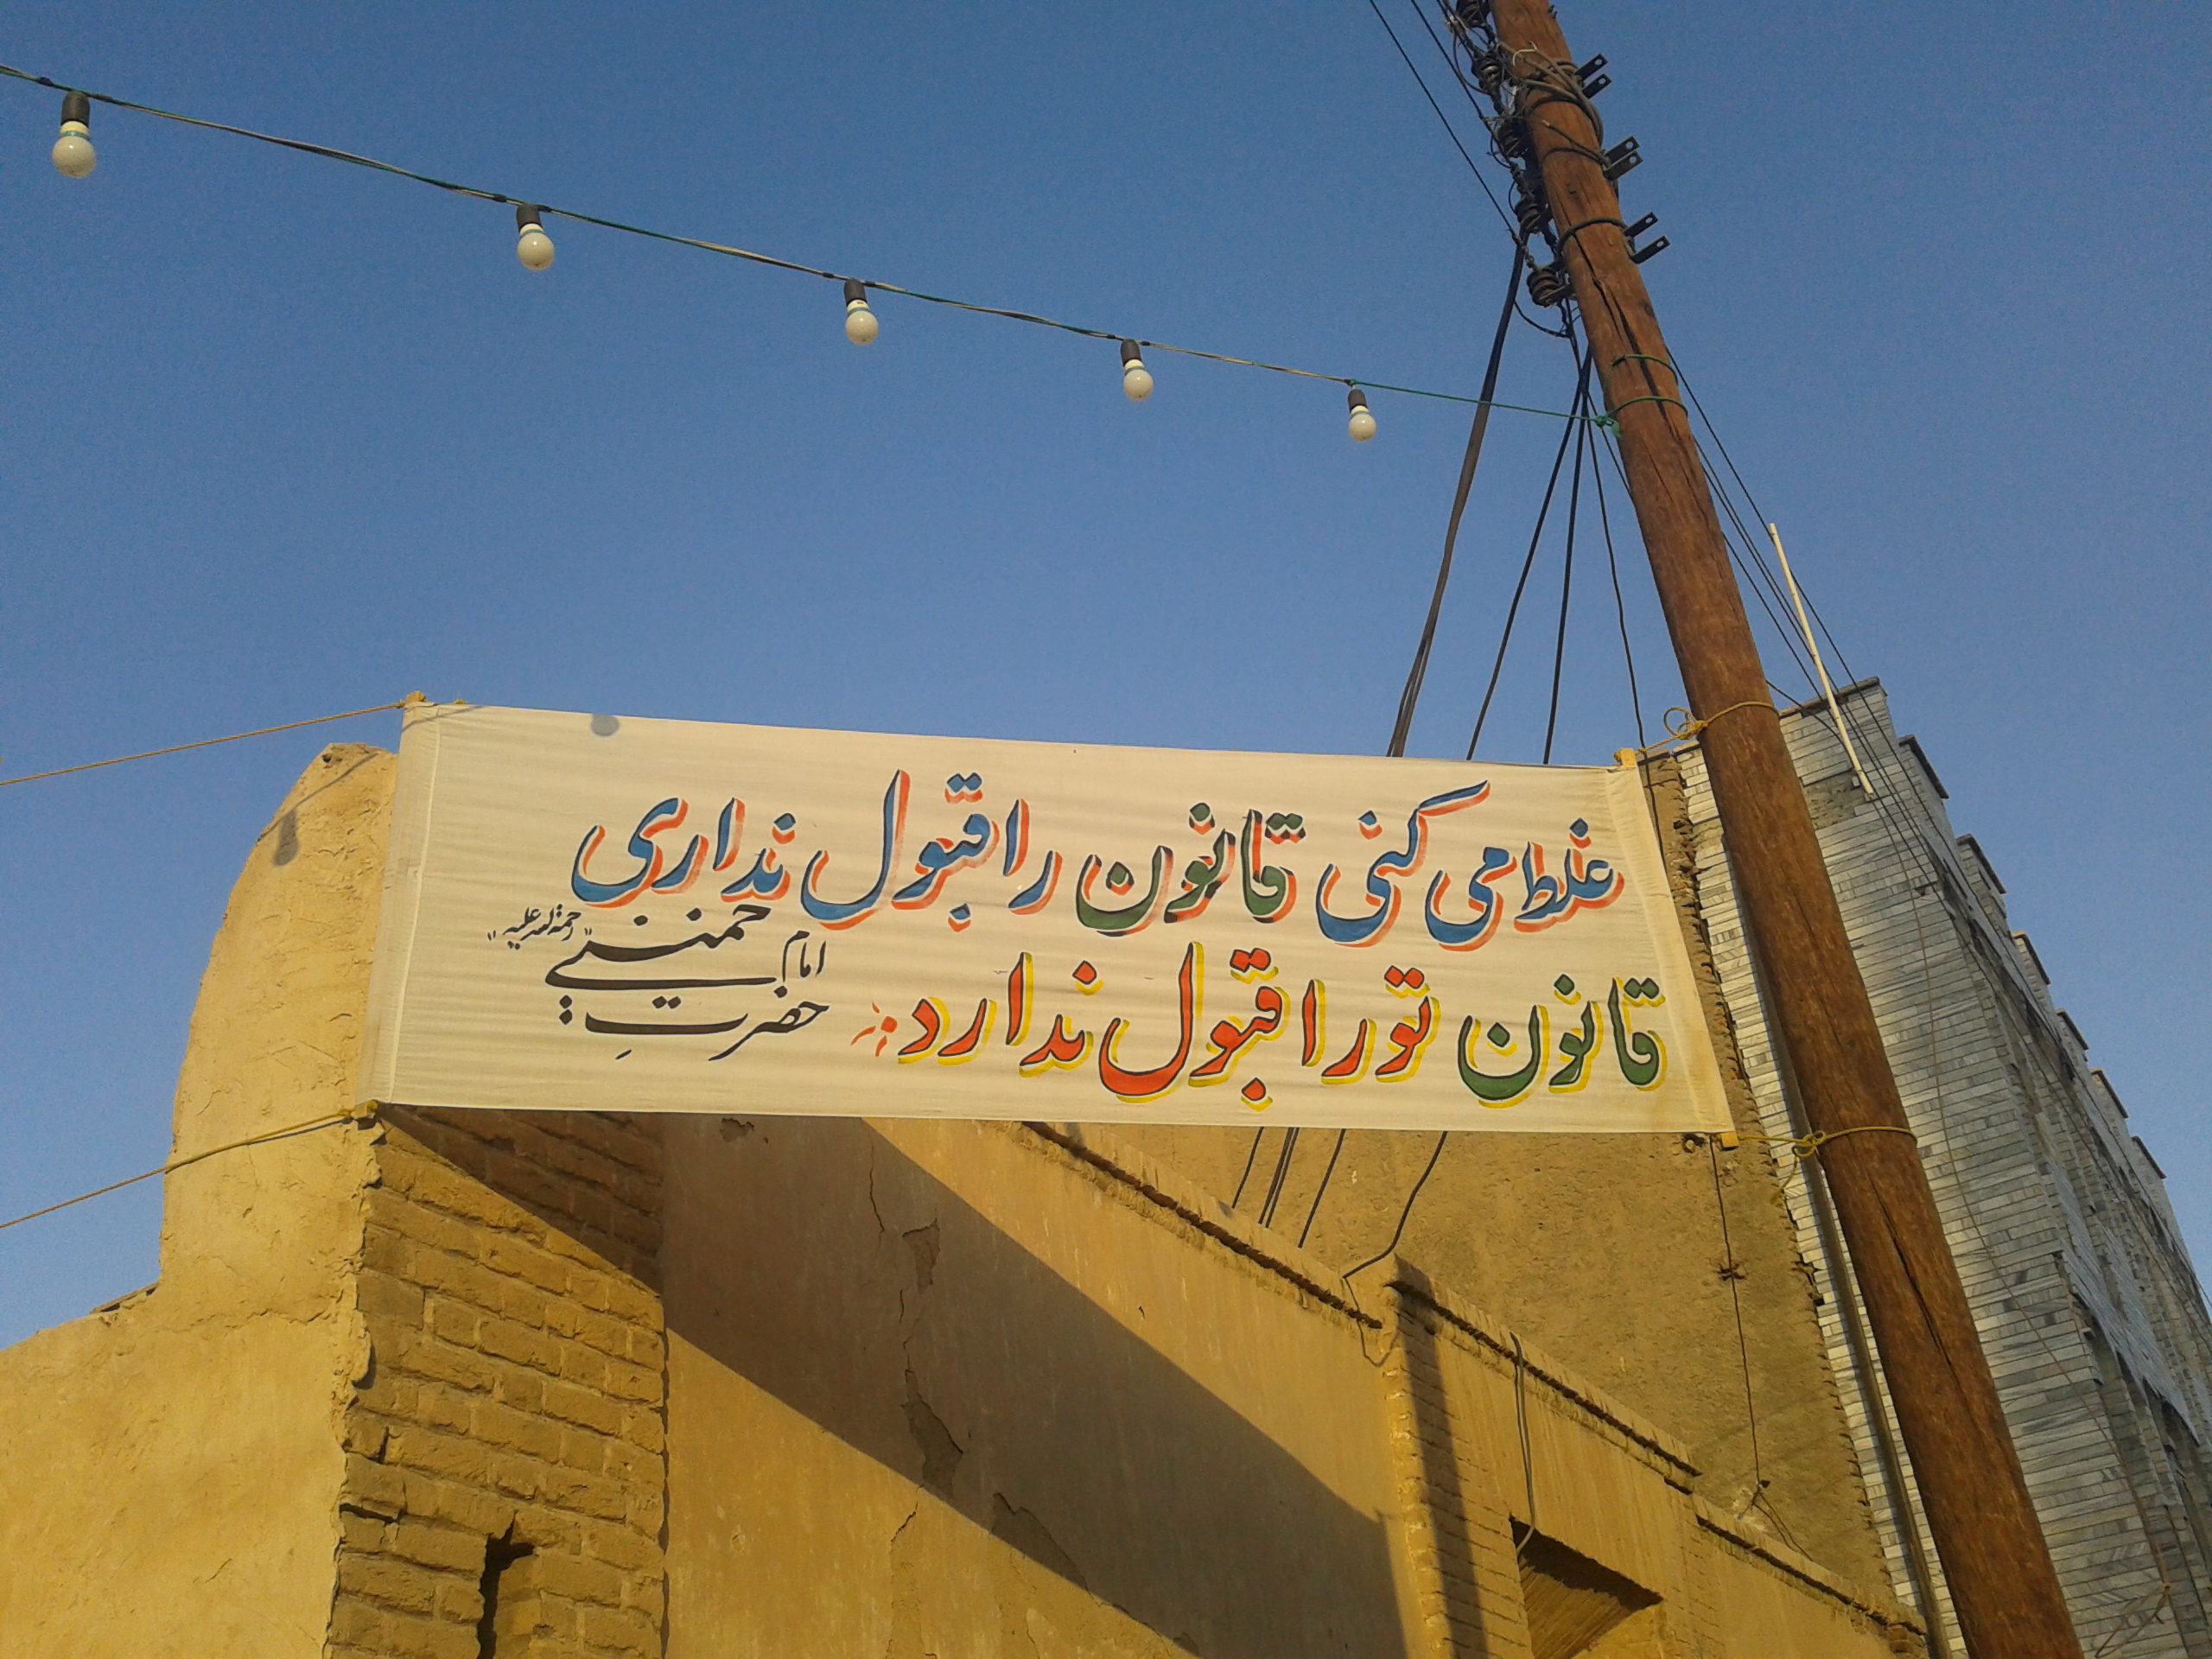 غلط می کنی قانون را قبول نداری
قانون تو را قبول ندارد
حضرت امام خمینی "رحمة الله علیه"